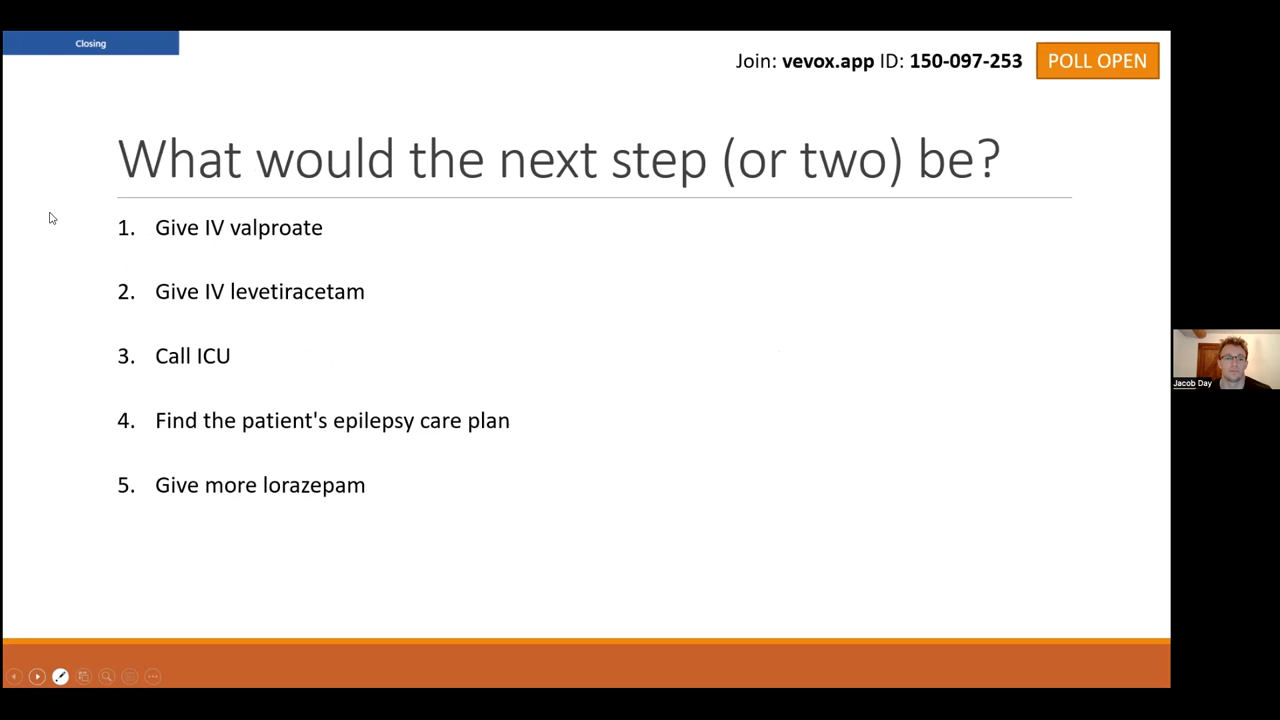 Closing
Join: vevox.app ID: 150-097-253
POLL OPEN
What would the next step (or two) be?
1. Give IV valproate
2. Give IV levetiracetam
3. Call ICU
4. Find the patient's epilepsy care plan
5. Give more lorazepam
Jacob Day